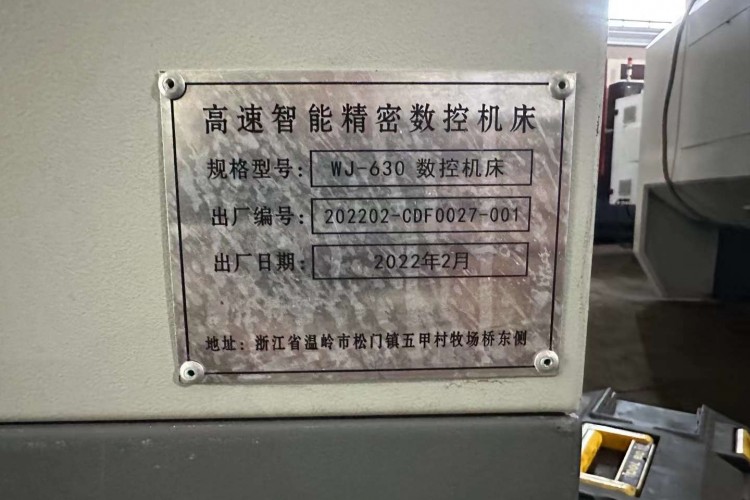 高速智能精密数控机床
规格型号: WJ-630 数控机床
出厂编号: 202202-CDF0027-001
出厂日期: 2022年2月
地址: 浙江省温岭市松门镇五甲村牧场桥东侧